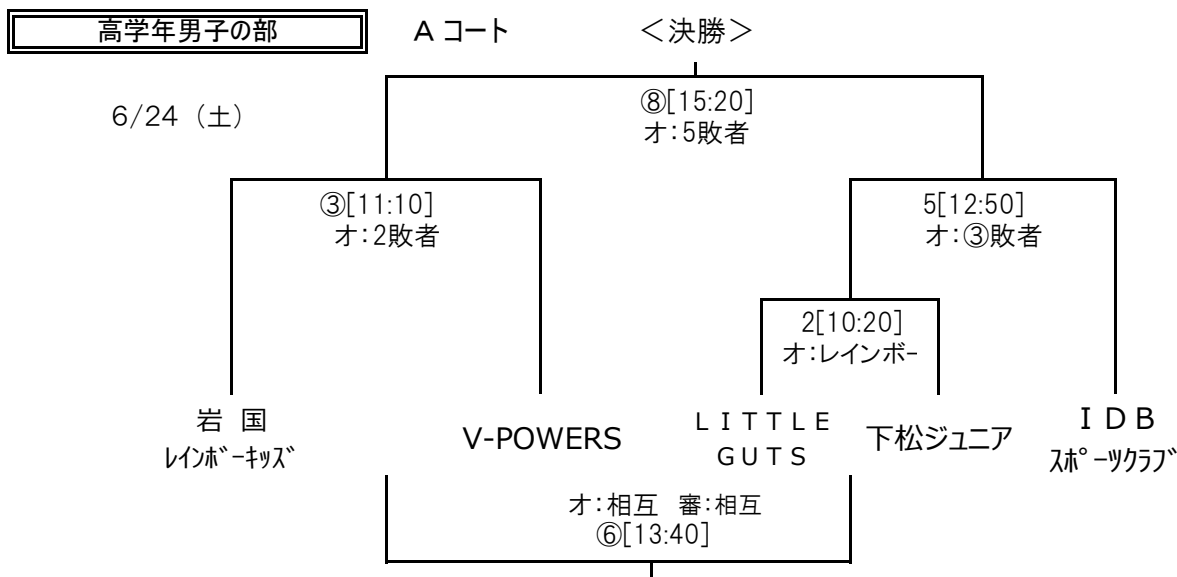 高学年男子の部 A コート ＜決勝＞
⑧[15:20]
6/24（土）
オ：5敗者
③[11:10] 5[12:50]
オ：2敗者 オ：③敗者
2[10:20]
オ：レインボー
岩 国
ﾚｲﾝﾎﾞｰｷｯｽﾞ
V-POWERS
ＬＩＴＴＬＥ
ＧＵＴＳ
下松ジュニア
ＩＤＢ
ｽﾎﾟｰﾂｸﾗﾌﾞ
オ：相互 審：相互
⑥[13:40]